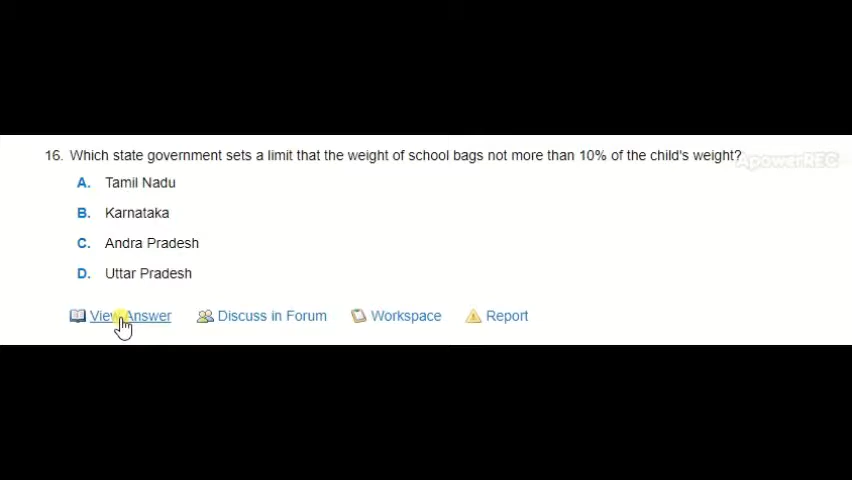 16. Which state government sets a limit that the weight of school bags not more than 10% of the child's weight?
ApowerREC
A. Tamil Nadu
B. Karnataka
C. Andra Pradesh
D. Uttar Pradesh
View Answer Discuss in Forum Workspace Report